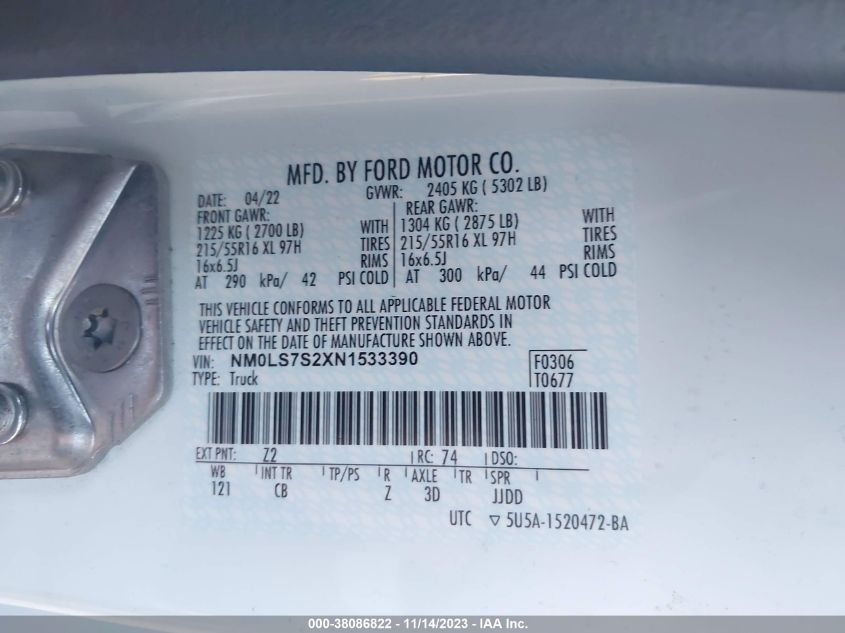 MFD. BY FORD MOTOR CO.
DATE: 04/22 GVWR: 2405 KG ( 5302 LB)
FRONT GAWR: REAR GAWR:
1225 KG ( 2700 LB) WITH 1304 KG ( 2875 LB) WITH
215/55R16 XL 97H TIRES 215/55R16 XL 97H TIRES
16x6.5J RIMS 16x6.5J RIMS
AT 290 kPa/ 42 PSI COLD AT 300 kPa/ 44 PSI COLD
THIS VEHICLE CONFORMS TO ALL APPLICABLE FEDERAL MOTOR
VEHICLE SAFETY AND THEFT PREVENTION STANDARDS IN
EFFECT ON THE DATE OF MANUFACTURE SHOWN ABOVE.
VIN: NM0LS7S2XN1533390 F0306
TYPE: Truck T0677
EXT PNT: Z2 RC: 74 DSO:
WB INT TR TP/PS R AXLE TR SPR
121 CB Z 3D JJDD
UTC ▽ 5U5A-1520472-BA
000-38086822 - 11/14/2023 - IAA Inc.